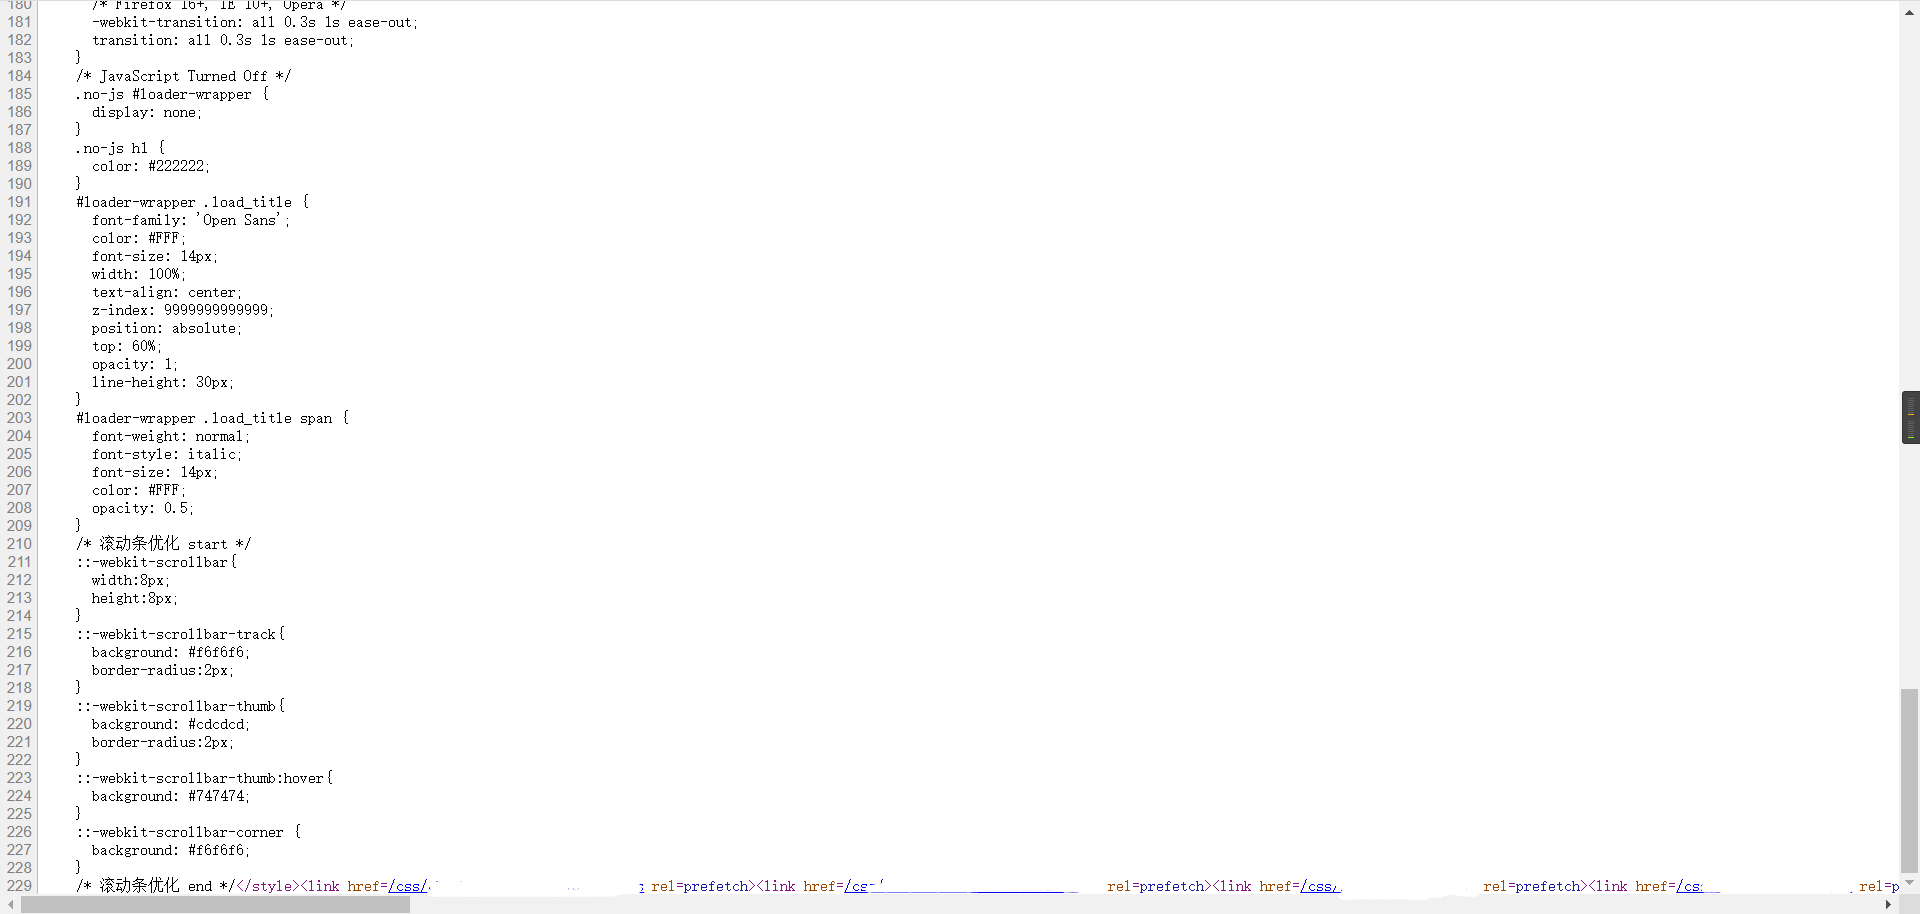 180 /* Firefox 16+, IE 10+, Opera */
181 -webkit-transition: all 0.3s 1s ease-out;
182 transition: all 0.3s 1s ease-out;
183 }
184 /* JavaScript Turned Off */
185 .no-js #loader-wrapper {
186 display: none;
187 }
188 .no-js h1 {
189 color: #222222;
190 }
191 #loader-wrapper .load_title {
192 font-family: 'Open Sans';
193 color: #FFF;
194 font-size: 14px;
195 width: 100%;
196 text-align: center;
197 z-index: 9999999999999;
198 position: absolute;
199 top: 60%;
200 opacity: 1;
201 line-height: 30px;
202 }
203 #loader-wrapper .load_title span {
204 font-weight: normal;
205 font-style: italic;
206 font-size: 14px;
207 color: #FFF;
208 opacity: 0.5;
209 }
210 /* 滚动条优化 start */
211 ::-webkit-scrollbar{
212 width:8px;
213 height:8px;
214 }
215 ::-webkit-scrollbar-track{
216 background: #f6f6f6;
217 border-radius:2px;
218 }
219 ::-webkit-scrollbar-thumb{
220 background: #cdcdcd;
221 border-radius:2px;
222 }
223 ::-webkit-scrollbar-thumb:hover{
224 background: #747474;
225 }
226 ::-webkit-scrollbar-corner {
227 background: #f6f6f6;
228 }
229 /* 滚动条优化 end */</style><link href=/css/ rel=prefetch><link href=/css/ rel=prefetch><link href=/css/ rel=prefetch><link href=/css rel=p